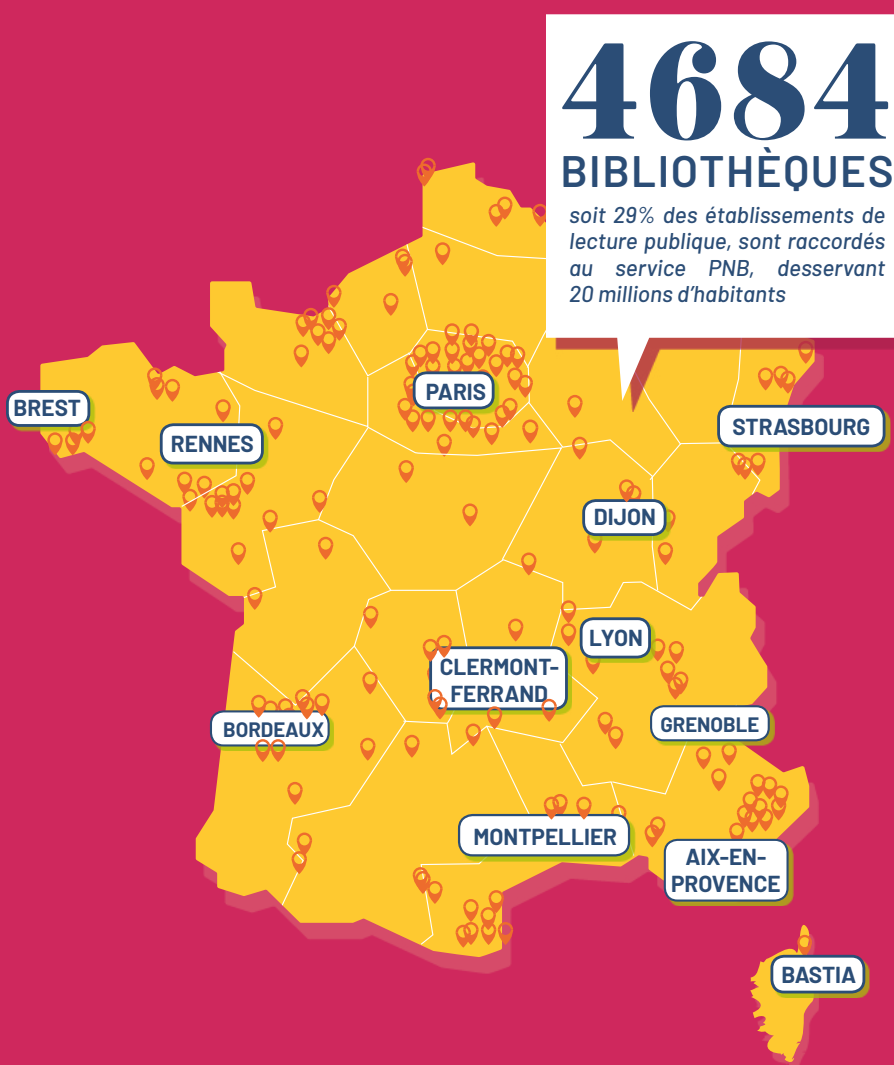 4684
BIBLIOTHÈQUES
soit 29% des établissements de
lecture publique, sont raccordés
au service PNB, desservant
20 millions d'habitants
PARIS
BREST
STRASBOURG
RENNES
DIJON
LYON
CLERMONT-
FERRAND
GRENOBLE
BORDEAUX
MONTPELLIER
AIX-EN-
PROVENCE
BASTIA